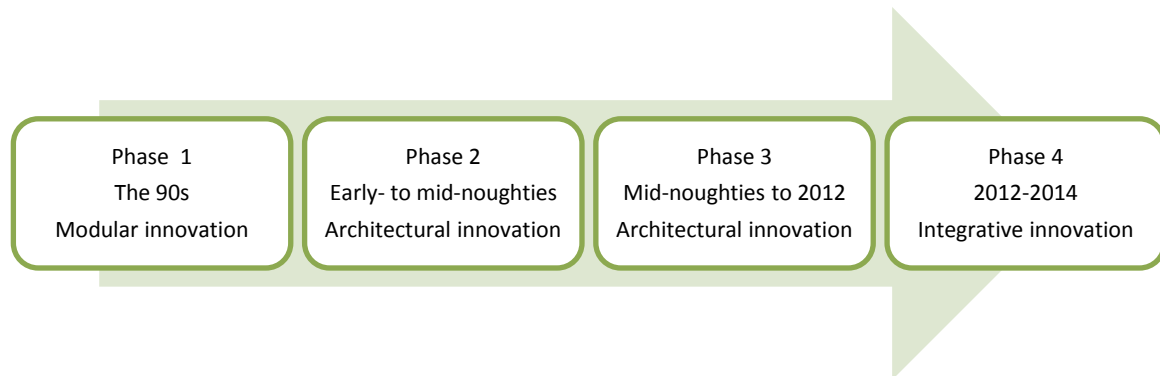 Phase  1
The 90s
Modular innovation
Phase 2
Early- to mid-noughties
Architectural innovation
Phase 3
Mid-noughties to 2012
Architectural innovation
Phase 4
2012-2014
Integrative innovation